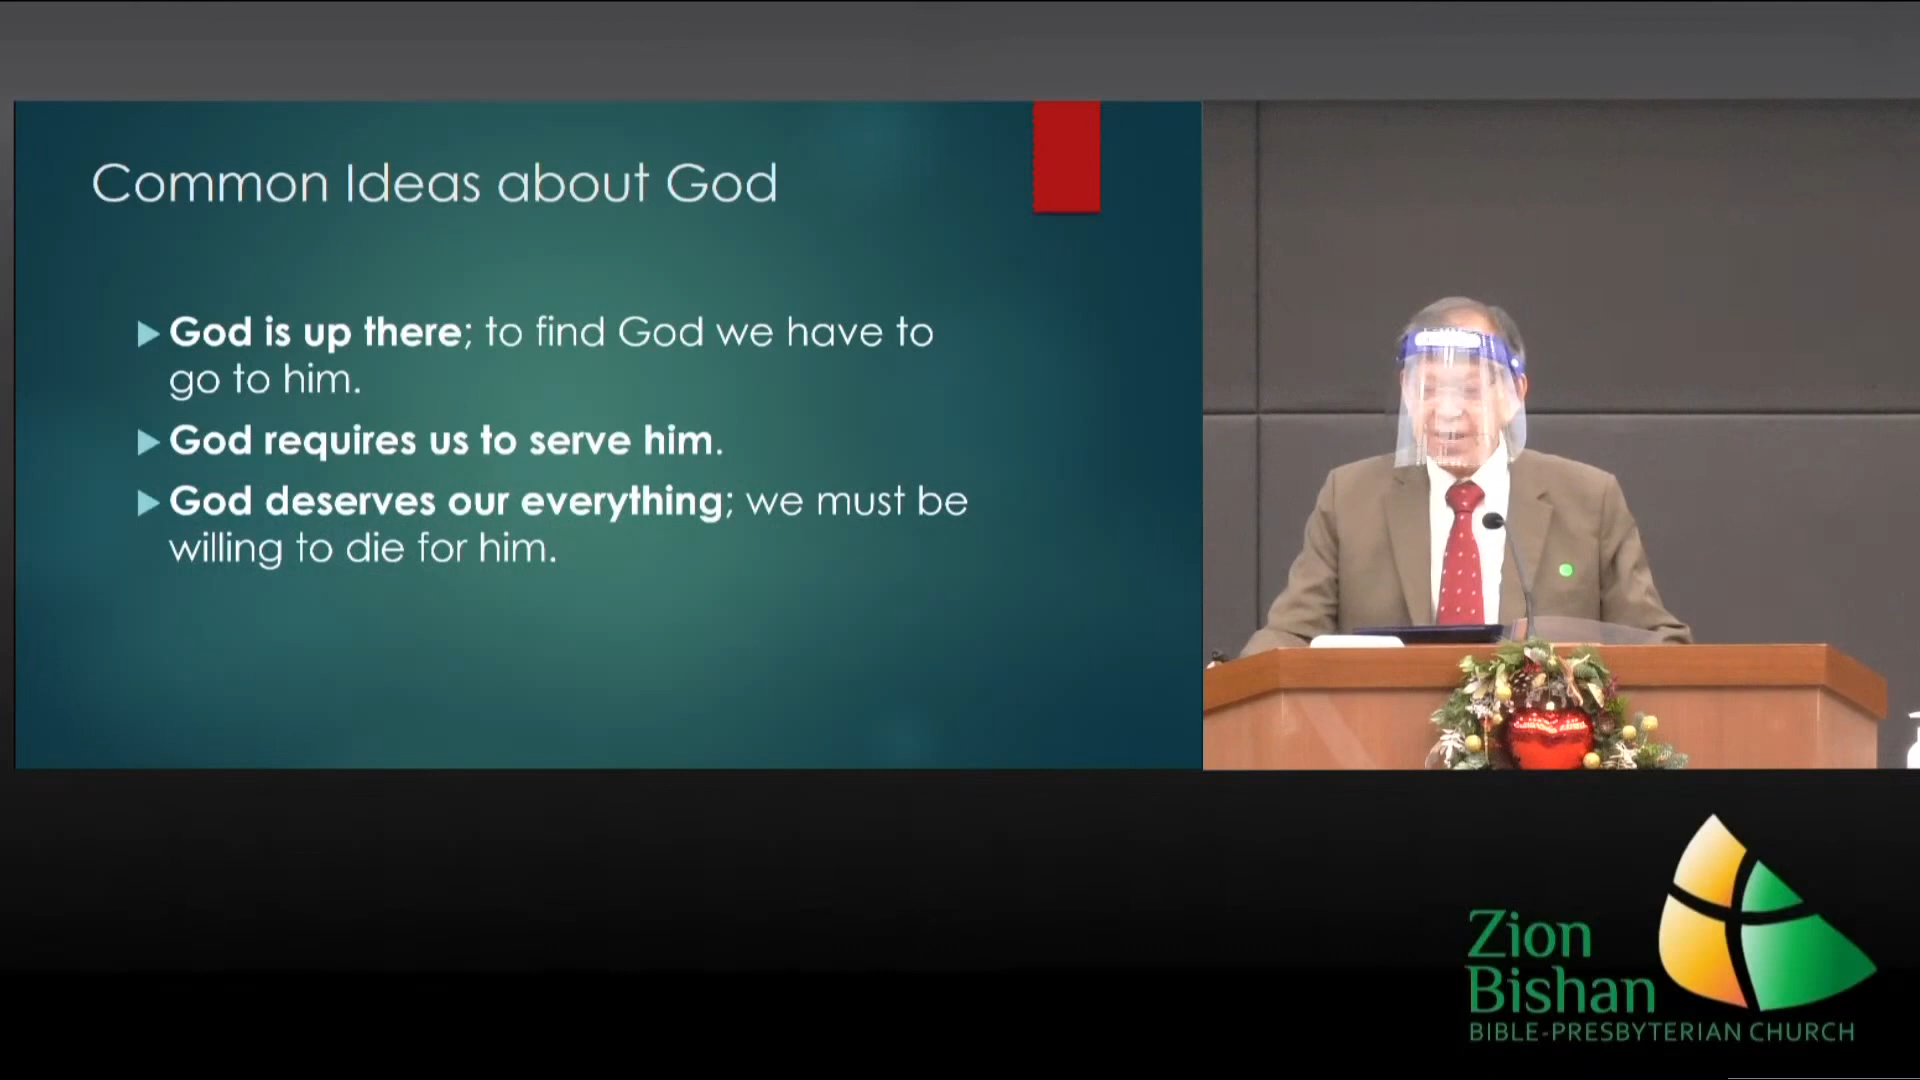 Common Ideas about God
God is up there; to find God we have to
go to him.
God requires us to serve him.
God deserves our everything; we must be
willing to die for him.
Zion
Bishan
BIBLE-PRESBYTERIAN CHURCH